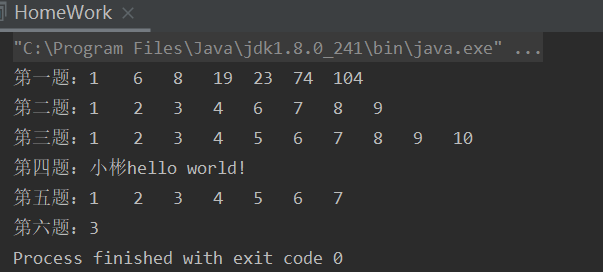 HomeWork ×
"C:\Program Files\Java\jdk1.8.0_241\bin\java.exe" ...
第一题：1 6 8 19 23 74 104
第二题：1 2 3 4 6 7 8 9
第三题：1 2 3 4 5 6 7 8 9 10
第四题：小彬hello world!
第五题：1 2 3 4 5 6 7
第六题：3
Process finished with exit code 0